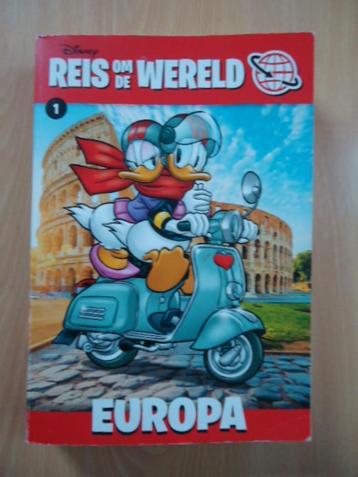 Disney
REIS OM DE WERELD
1
EUROPA